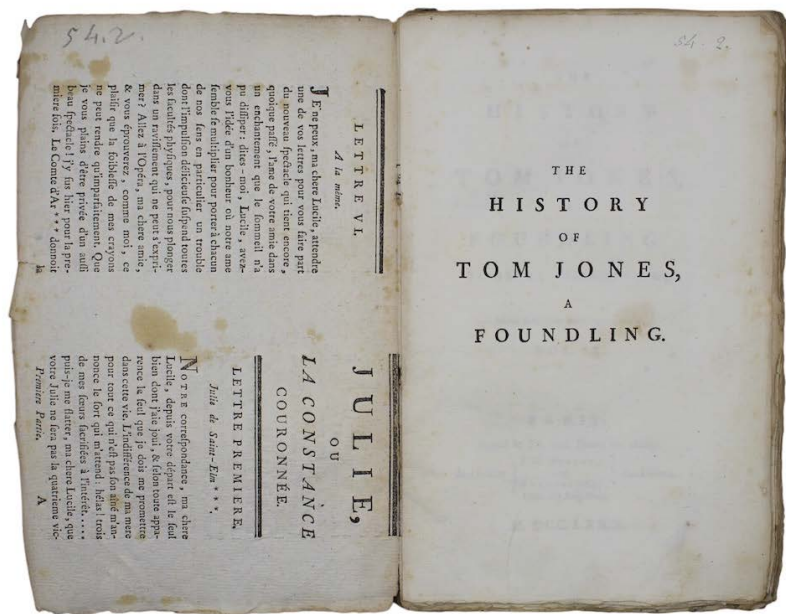 54.2.
LETTRE VI.
A la même.
JE ne peux, ma chere Lucile, attendre
une de vos lettres pour vous faire part
du nouveau ſpectacle qui tient encore,
quoique paſſé, l'ame de votre amie dans
un enchantement que le ſommeil n'a
pu diſſiper : dites-moi, Lucile, avez-
vous l'idée d'un bonheur où notre ame
ſemble ſe multiplier pour porter à chacun
de nos ſens en particulier un trouble
dont l'impulſion délicieuſe ſuſpend toutes
les facultés phyſiques, pour nous plonger
dans un raviſſement qui ne peut s'expri-
mer? Allez à l'Opéra, ma chere amie,
& vous éprouverez, comme moi, ce
plaiſir que la foibleſſe de mes crayons
ne peut rendre qu'imparfaitement. Que
je vous plains d'être privée d'un auſſi
beau ſpectacle! j'y fus hier pour la pre-
miere fois. Le Comte d'Ar*** donnoit
la
JULIE,
OU
LA CONSTANCE
COURONNÉE.
LETTRE PREMIERE.
Julie de Saint-Elm***.
NOTRE correſpondance, ma chere
Lucile, depuis votre départ eſt le ſeul
bien dont j'aie joui, & ſelon toute appa-
rence le ſeul que je dois me promettre
dans cette vie. L'indifférence de ma mere
pour tout ce qui n'eſt pas ſon aîné m'an-
nonce le ſort qui m'attend : hélas! trois
de mes ſœurs ſacrifiées à l'intérêt.....
puis-je me flatter, ma chere Lucile, que
votre Julie ne ſera pas la quatrieme vic-
Premiere Partie. A
54. 2.
THE
HISTORY
OF
TOM JONES,
A
FOUNDLING.